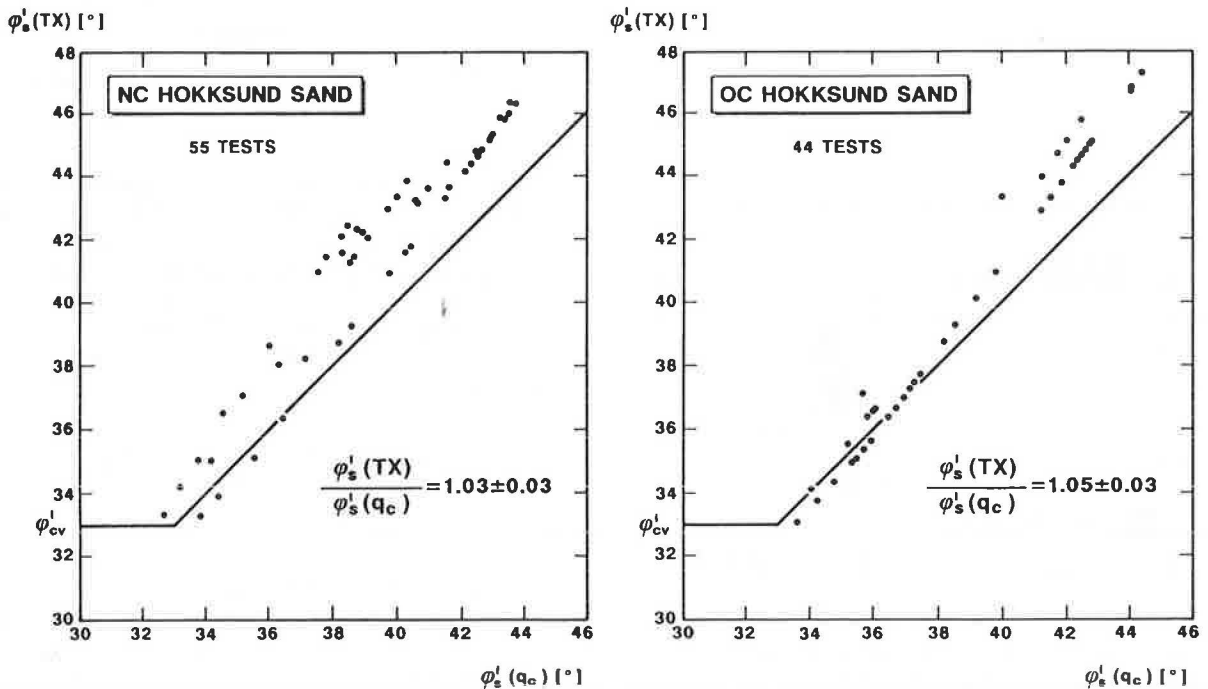 φ's(TX) [°]
48
46
44
42
40
38
36
34
φ'cv
32
30
30 32 34 36 38 40 42 44 46
φ's(qc) [°]
NC HOKKSUND SAND
55 TESTS
φ's(TX)
φ's(qc)
=1.03±0.03
φ's(TX) [°]
48
46
44
42
40
38
36
34
φ'cv
32
30
30 32 34 36 38 40 42 44 46
φ's(qc) [°]
OC HOKKSUND SAND
44 TESTS
φ's(TX)
φ's(qc)
=1.05±0.03